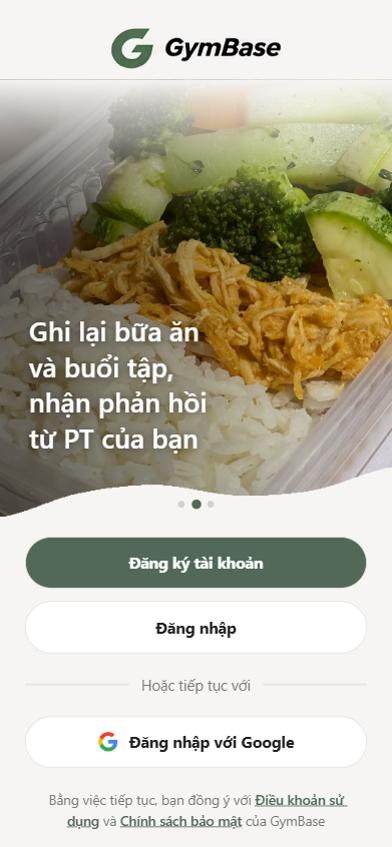 GymBase
Ghi lại bữa ăn
và buổi tập,
nhận phản hồi
từ PT của bạn
Đăng ký tài khoản
Đăng nhập
Hoặc tiếp tục với
Đăng nhập với Google
Bằng việc tiếp tục, bạn đồng ý với Điều khoản sử
dụng và Chính sách bảo mật của GymBase